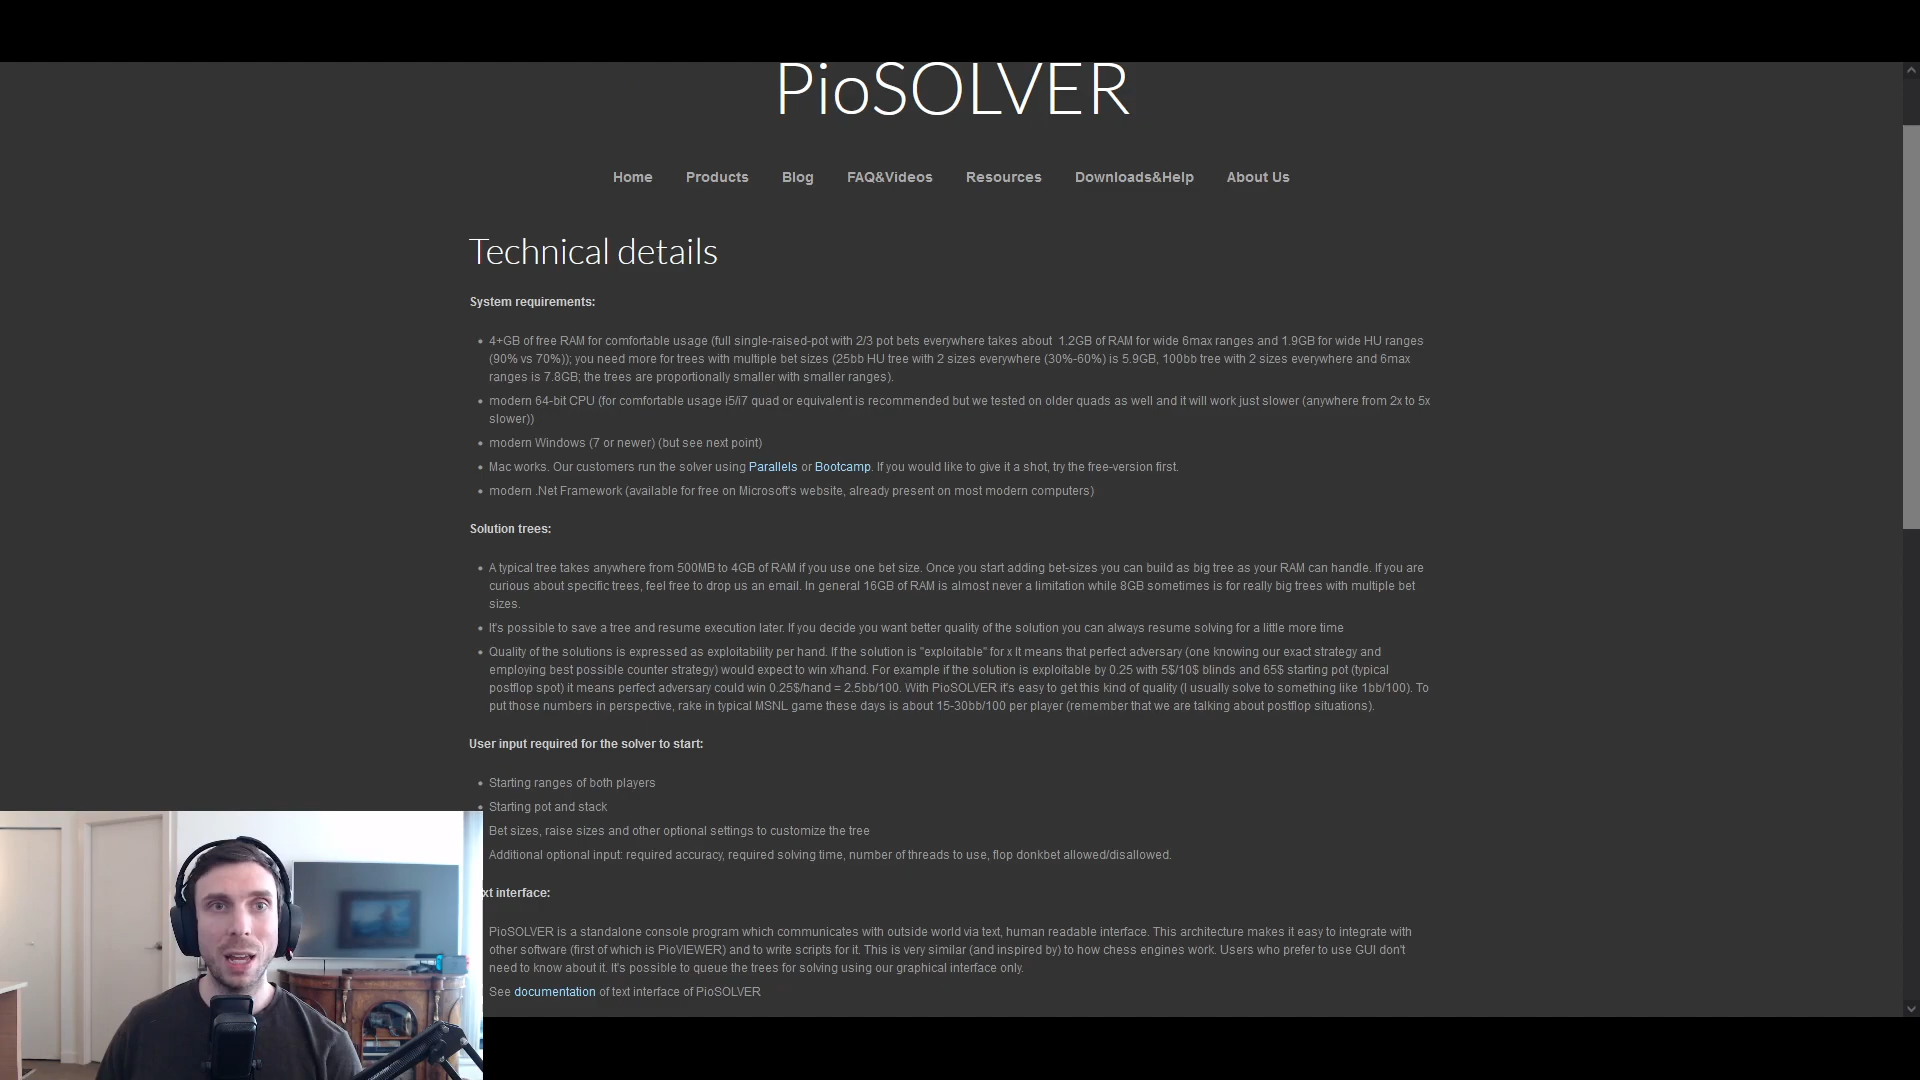 PioSOLVER
Home Products Blog FAQ&Videos Resources Downloads&Help About Us
Technical details
System requirements:
4+GB of free RAM for comfortable usage (full single-raised-pot with 2/3 pot bets everywhere takes about 1.2GB of RAM for wide 6max ranges and 1.9GB for wide HU ranges
(90% vs 70%)); you need more for trees with multiple bet sizes (25bb HU tree with 2 sizes everywhere (30%-60%) is 5.9GB, 100bb tree with 2 sizes everywhere and 6max
ranges is 7.8GB; the trees are proportionally smaller with smaller ranges).
modern 64-bit CPU (for comfortable usage i5/i7 quad or equivalent is recommended but we tested on older quads as well and it will work just slower (anywhere from 2x to 5x
slower))
modern Windows (7 or newer) (but see next point)
Mac works. Our customers run the solver using Parallels or Bootcamp. If you would like to give it a shot, try the free-version first.
modern .Net Framework (available for free on Microsoft's website, already present on most modern computers)
Solution trees:
A typical tree takes anywhere from 500MB to 4GB of RAM if you use one bet size. Once you start adding bet-sizes you can build as big tree as your RAM can handle. If you are
curious about specific trees, feel free to drop us an email. In general 16GB of RAM is almost never a limitation while 8GB sometimes is for really big trees with multiple bet
sizes.
It's possible to save a tree and resume execution later. If you decide you want better quality of the solution you can always resume solving for a little more time
Quality of the solutions is expressed as exploitability per hand. If the solution is "exploitable" for x It means that perfect adversary (one knowing our exact strategy and
employing best possible counter strategy) would expect to win x/hand. For example if the solution is exploitable by 0.25 with 5$/10$ blinds and 65$ starting pot (typical
postflop spot) it means perfect adversary could win 0.25$/hand = 2.5bb/100. With PioSOLVER it's easy to get this kind of quality (I usually solve to something like 1bb/100). To
put those numbers in perspective, rake in typical MSNL game these days is about 15-30bb/100 per player (remember that we are talking about postflop situations).
User input required for the solver to start:
Starting ranges of both players
Starting pot and stack
Bet sizes, raise sizes and other optional settings to customize the tree
Additional optional input: required accuracy, required solving time, number of threads to use, flop donkbet allowed/disallowed.
xt interface:
PioSOLVER is a standalone console program which communicates with outside world via text, human readable interface. This architecture makes it easy to integrate with
other software (first of which is PioVIEWER) and to write scripts for it. This is very similar (and inspired by) to how chess engines work. Users who prefer to use GUI don't
need to know about it. It's possible to queue the trees for solving using our graphical interface only.
See documentation of text interface of PioSOLVER